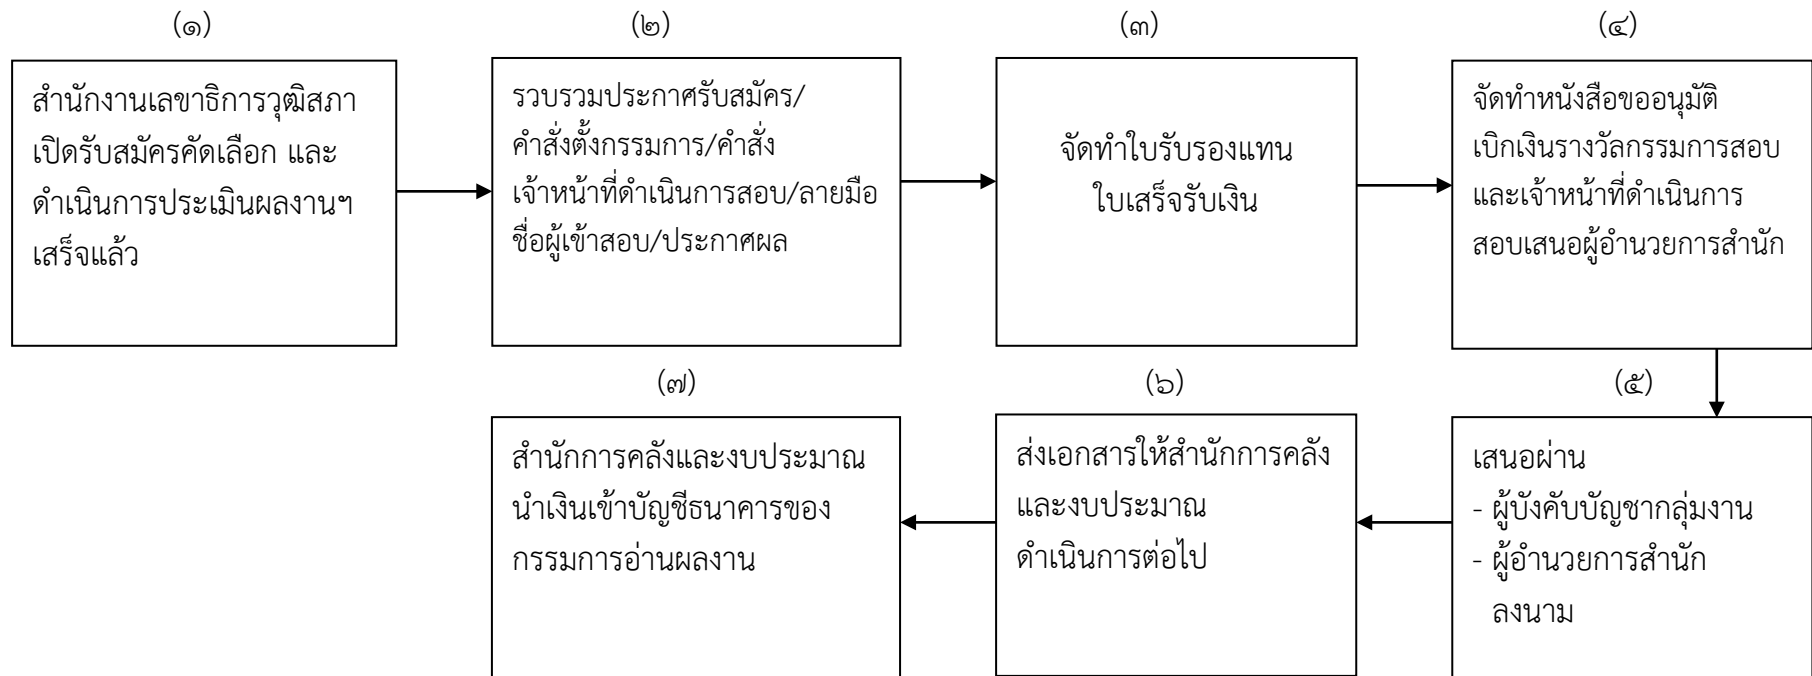 (๑)
สำนักงานเลขาธิการวุฒิสภา
เปิดรับสมัครคัดเลือก และ
ดำเนินการประเมินผลงานฯ
เสร็จแล้ว
(๒)
รวบรวมประกาศรับสมัคร/
คำสั่งตั้งกรรมการ/คำสั่ง
เจ้าหน้าที่ดำเนินการสอบ/ลายมือ
ชื่อผู้เข้าสอบ/ประกาศผล
(๓)
จัดทำใบรับรองแทน
ใบเสร็จรับเงิน
(๔)
จัดทำหนังสือขออนุมัติ
เบิกเงินรางวัลกรรมการสอบ
และเจ้าหน้าที่ดำเนินการ
สอบเสนอผู้อำนวยการสำนัก
(๕)
เสนอผ่าน
- ผู้บังคับบัญชากลุ่มงาน
- ผู้อำนวยการสำนัก
ลงนาม
(๖)
ส่งเอกสารให้สำนักการคลัง
และงบประมาณ
ดำเนินการต่อไป
(๗)
สำนักการคลังและงบประมาณ
นำเงินเข้าบัญชีธนาคารของ
กรรมการอ่านผลงาน